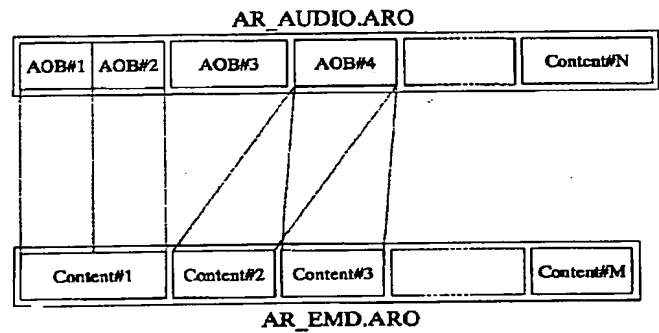 AR_AUDIO.ARO
AOB#1 AOB#2 AOB#3 AOB#4 Content#N
Content#1 Content#2 Content#3 Content#M
AR_EMD.ARO